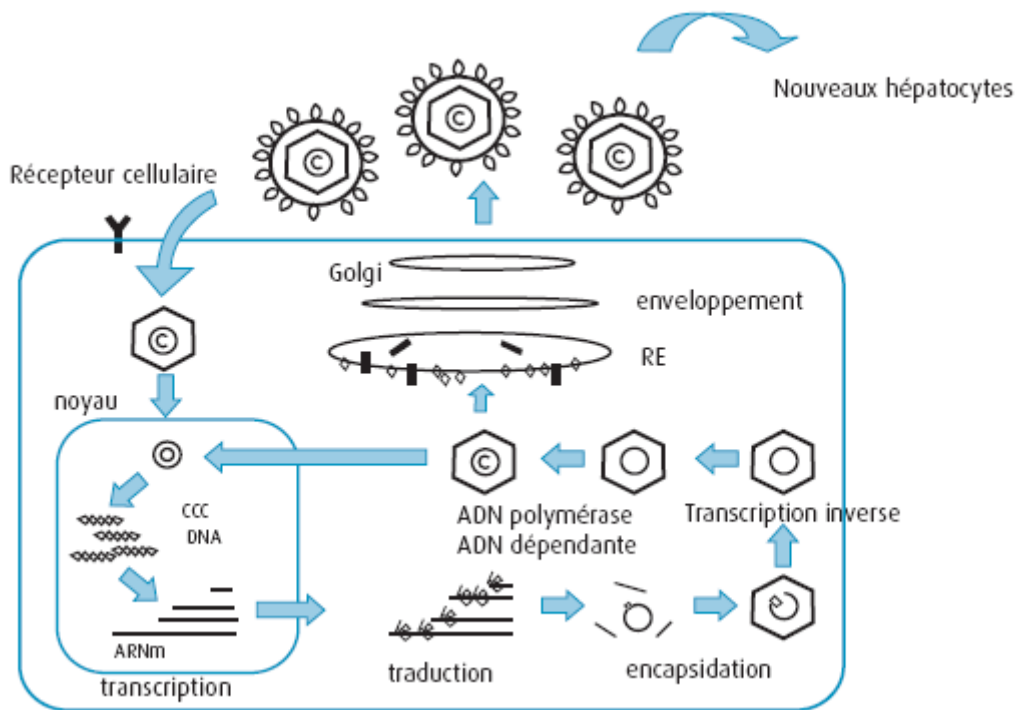 Nouveaux hépatocytes
Récepteur cellulaire
C
C
C
Golgi
enveloppement
C
RE
noyau
C
CCC
DNA
ADN polymérase
ADN dépendante
Transcription inverse
ARNm
transcription
traduction
encapsidation